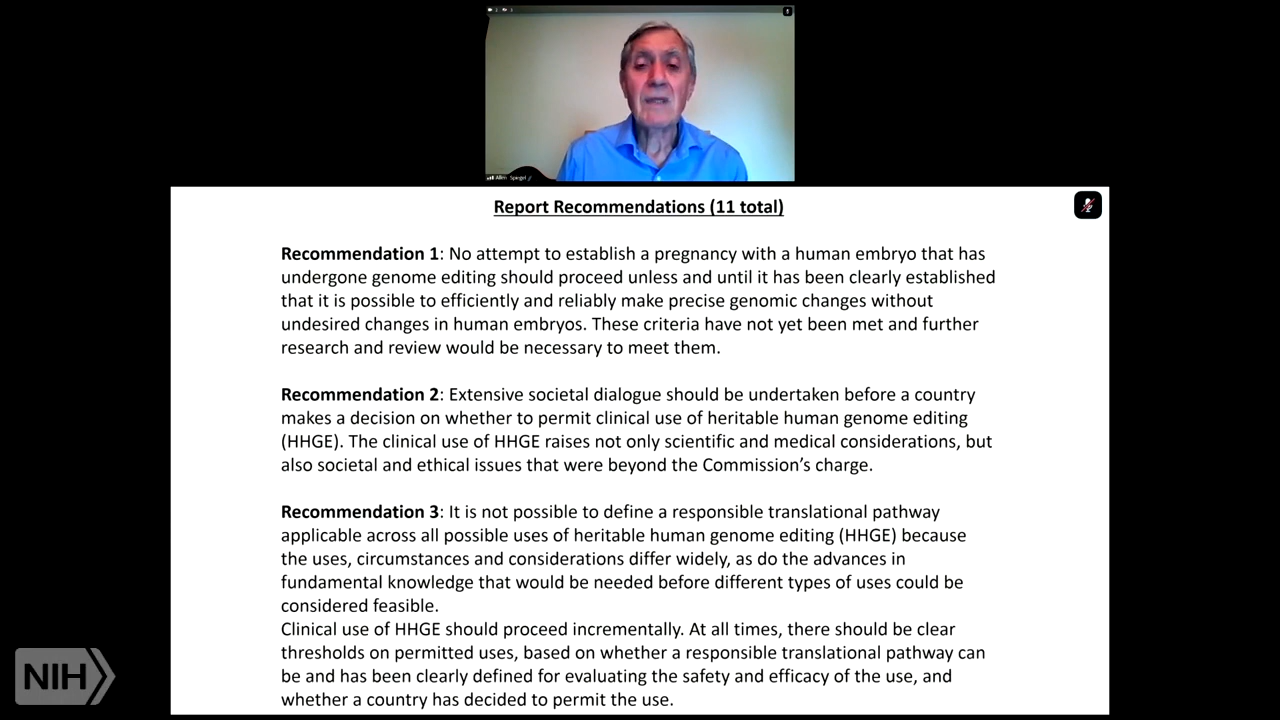 Allen Spiegel
Report Recommendations (11 total)
Recommendation 1: No attempt to establish a pregnancy with a human embryo that has
undergone genome editing should proceed unless and until it has been clearly established
that it is possible to efficiently and reliably make precise genomic changes without
undesired changes in human embryos. These criteria have not yet been met and further
research and review would be necessary to meet them.
Recommendation 2: Extensive societal dialogue should be undertaken before a country
makes a decision on whether to permit clinical use of heritable human genome editing
(HHGE). The clinical use of HHGE raises not only scientific and medical considerations, but
also societal and ethical issues that were beyond the Commission’s charge.
Recommendation 3: It is not possible to define a responsible translational pathway
applicable across all possible uses of heritable human genome editing (HHGE) because
the uses, circumstances and considerations differ widely, as do the advances in
fundamental knowledge that would be needed before different types of uses could be
considered feasible.
Clinical use of HHGE should proceed incrementally. At all times, there should be clear
thresholds on permitted uses, based on whether a responsible translational pathway can
be and has been clearly defined for evaluating the safety and efficacy of the use, and
whether a country has decided to permit the use.
NIH